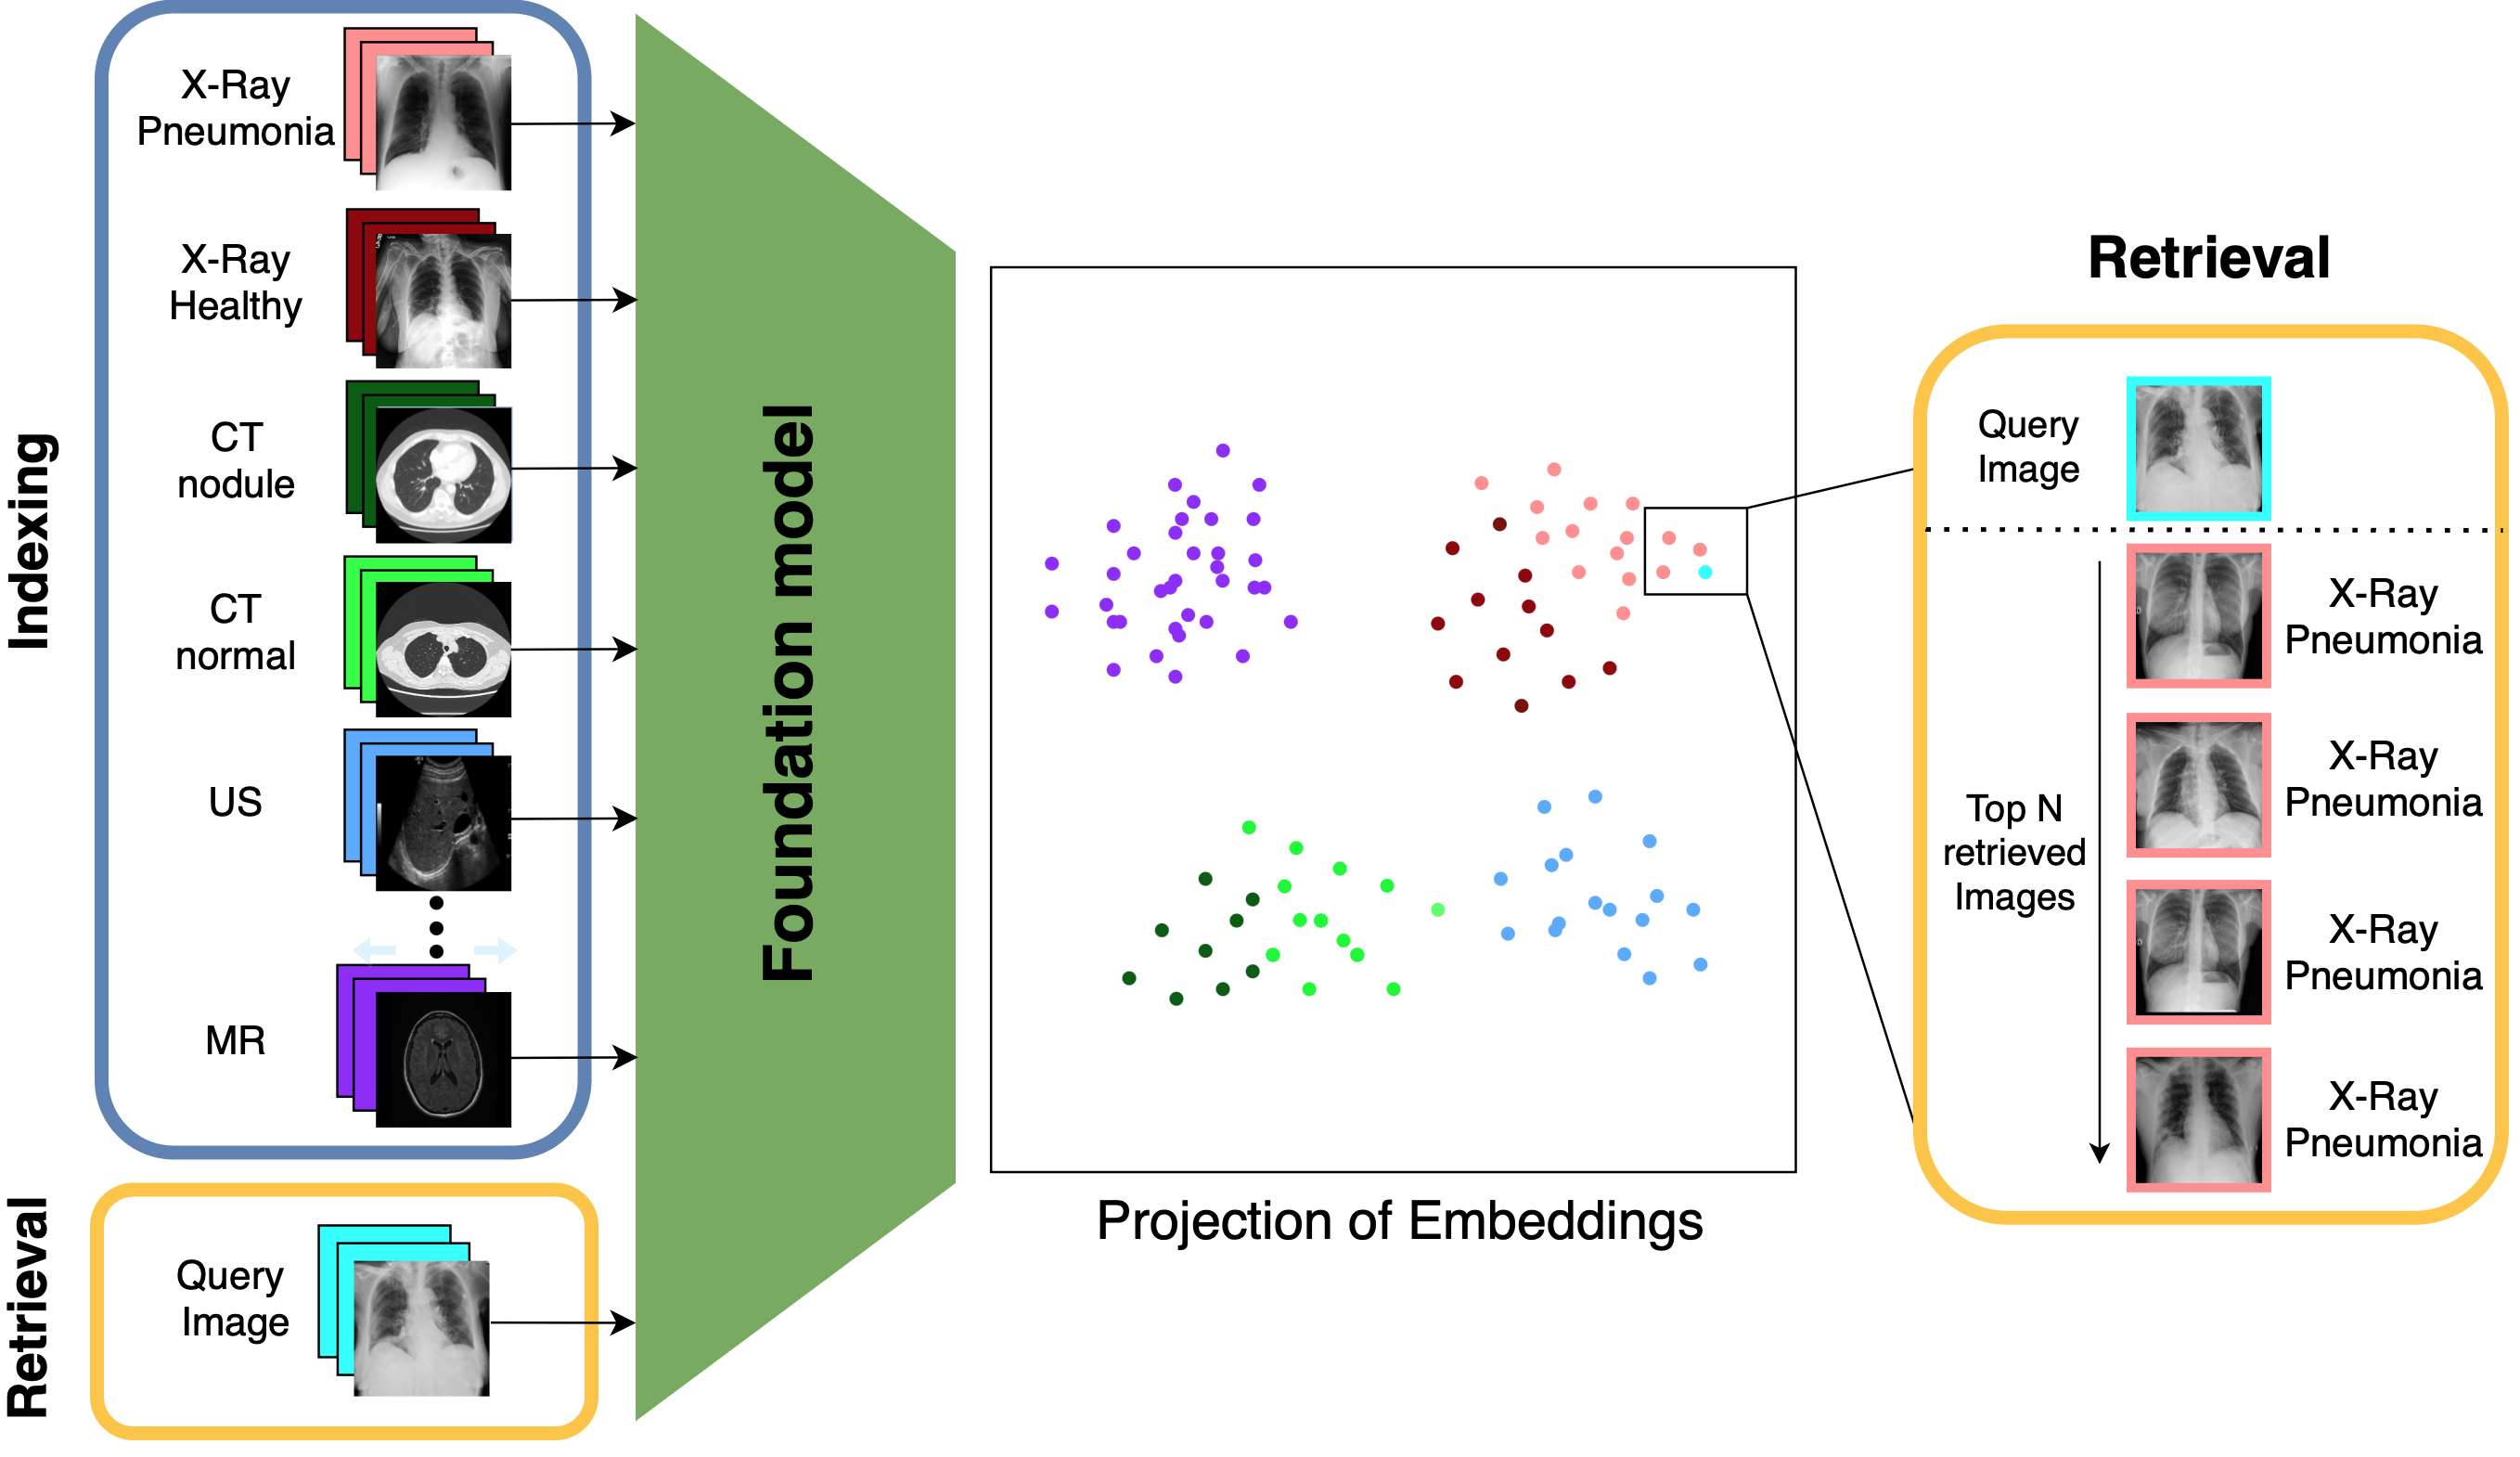 Indexing
X-Ray
Pneumonia
X-Ray
Healthy
CT
nodule
CT
normal
US
MR
Retrieval
Query
Image
Foundation model
Projection of Embeddings
Retrieval
Query
Image
Top N
retrieved
Images
X-Ray
Pneumonia
X-Ray
Pneumonia
X-Ray
Pneumonia
X-Ray
Pneumonia